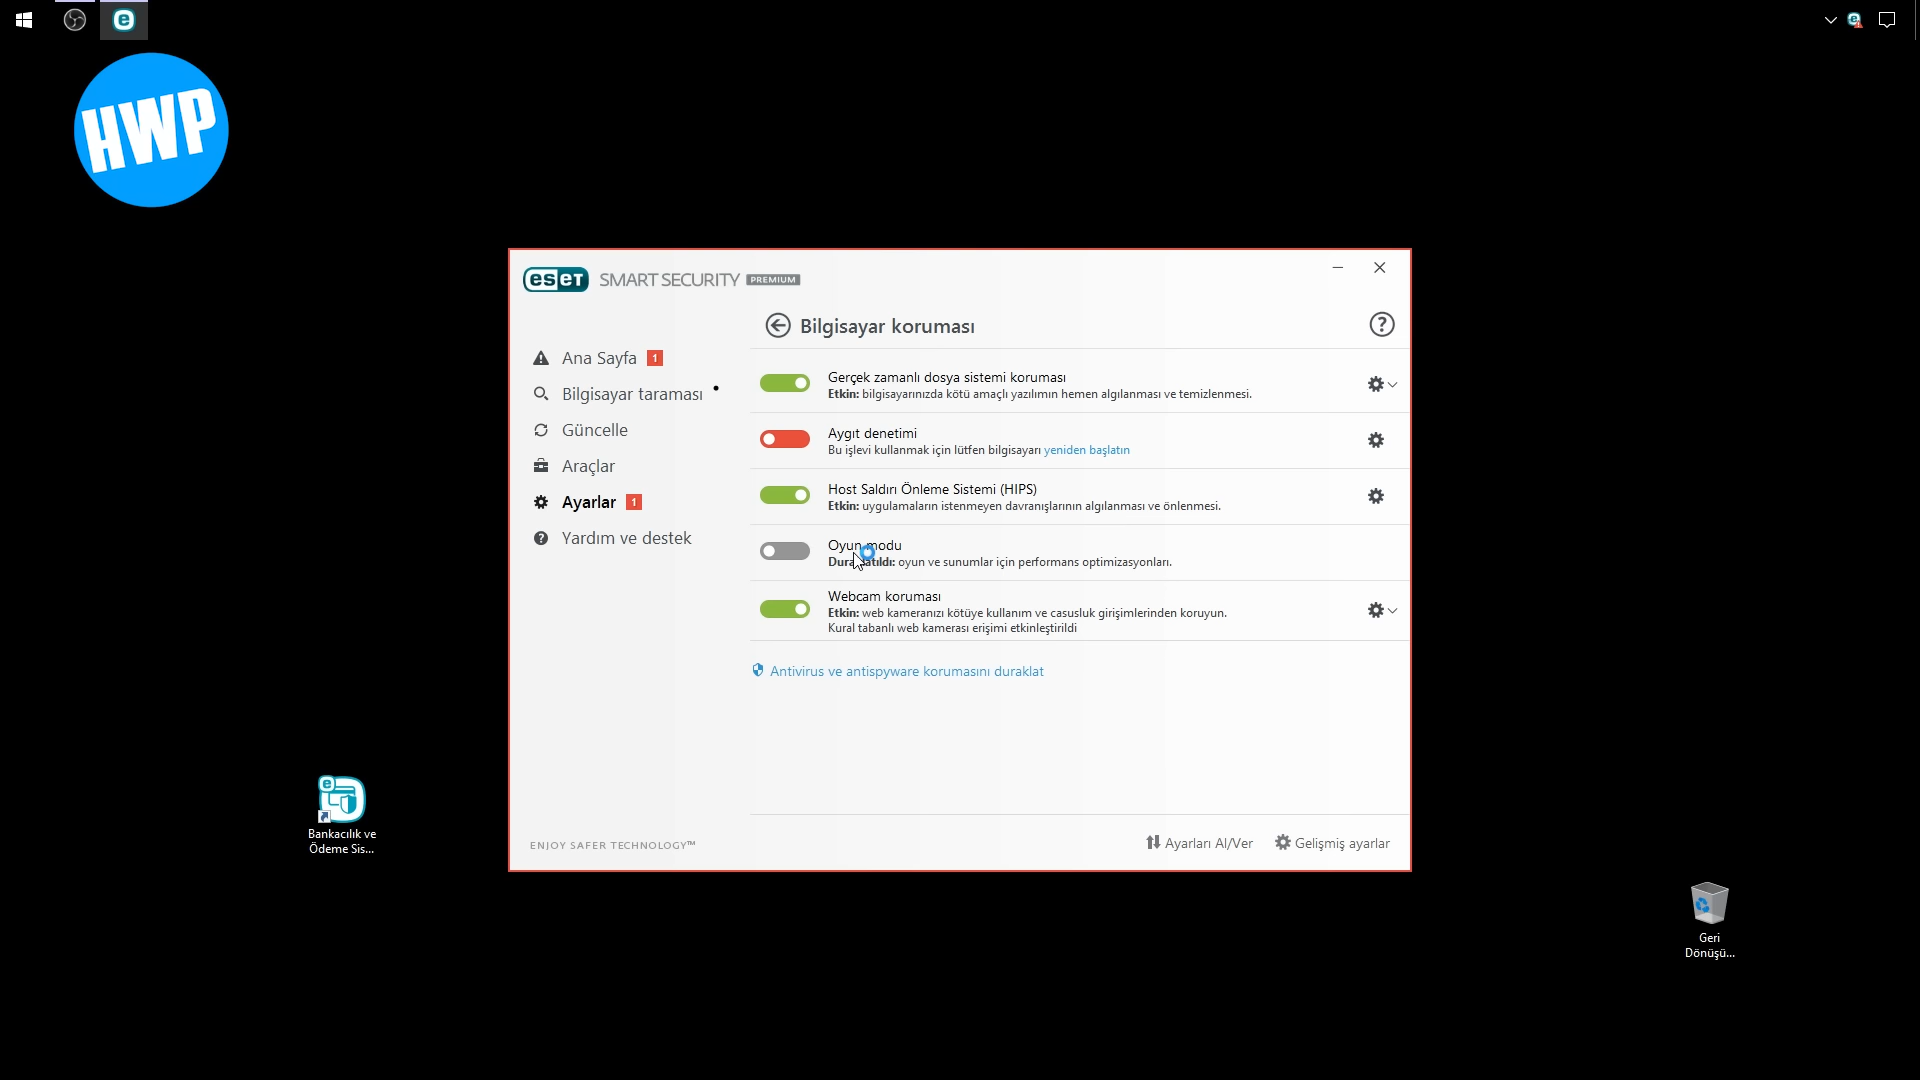 HWP
eseT SMART SECURITY PREMIUM
Bilgisayar koruması
Ana Sayfa 1
Bilgisayar taraması
Güncelle
Araçlar
Ayarlar 1
Yardım ve destek
Gerçek zamanlı dosya sistemi koruması
Etkin: bilgisayarınızda kötü amaçlı yazılımın hemen algılanması ve temizlenmesi.
Aygıt denetimi
Bu işlevi kullanmak için lütfen bilgisayarı yeniden başlatın
Host Saldırı Önleme Sistemi (HIPS)
Etkin: uygulamaların istenmeyen davranışlarının algılanması ve önlenmesi.
Oyun modu
oyun ve sunumlar için performans optimizasyonları.
Webcam koruması
Etkin: web kameranızı kötüye kullanım ve casusluk girişimlerinden koruyun.
Kural tabanlı web kamerası erişimi etkinleştirildi
Antivirus ve antispyware korumasını duraklat
ENJOY SAFER TECHNOLOGY™
Ayarları Al/Ver
Gelişmiş ayarlar
Bankacılık ve
Ödeme Sis...
Geri
Dönüşü...